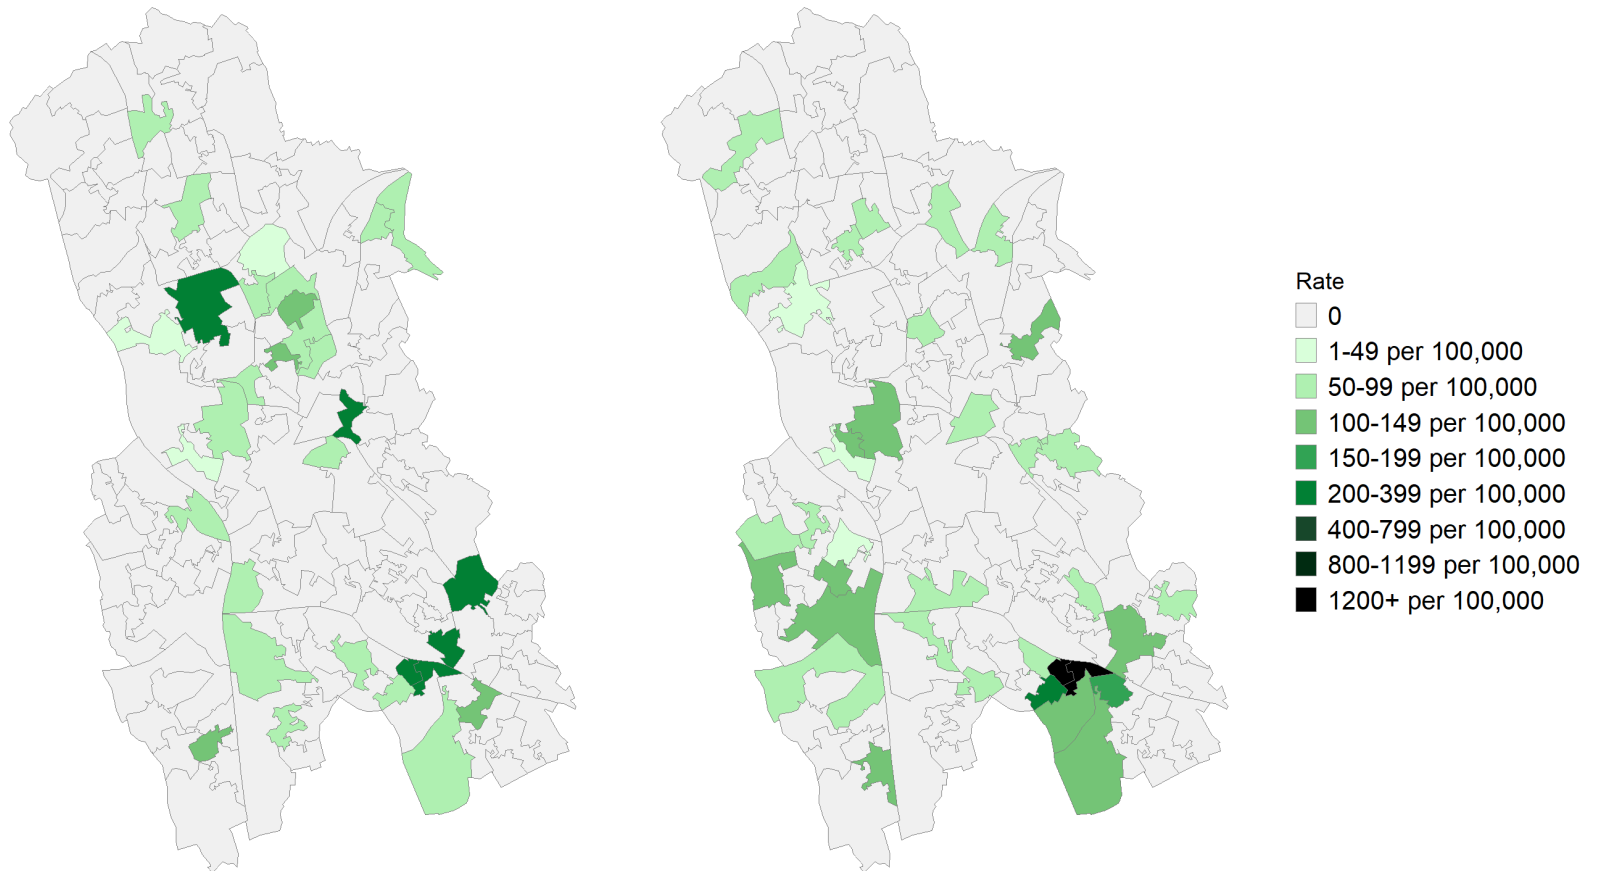 Rate
0
1-49 per 100,000
50-99 per 100,000
100-149 per 100,000
150-199 per 100,000
200-399 per 100,000
400-799 per 100,000
800-1199 per 100,000
1200+ per 100,000